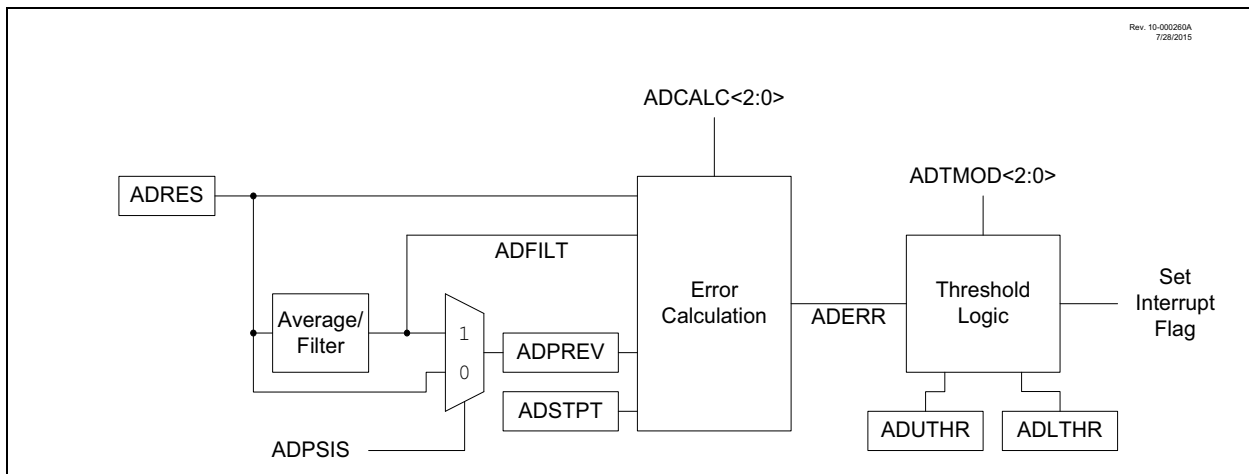 Rev. 10-000260A
7/28/2015
ADCALC<2:0>
ADRES
ADTMOD<2:0>
ADFILT
Error
Calculation
Average/
Filter
1
0
ADPREV
ADSTPT
ADPSIS
ADERR
Threshold
Logic
Set
Interrupt
Flag
ADUTHR
ADLTHR